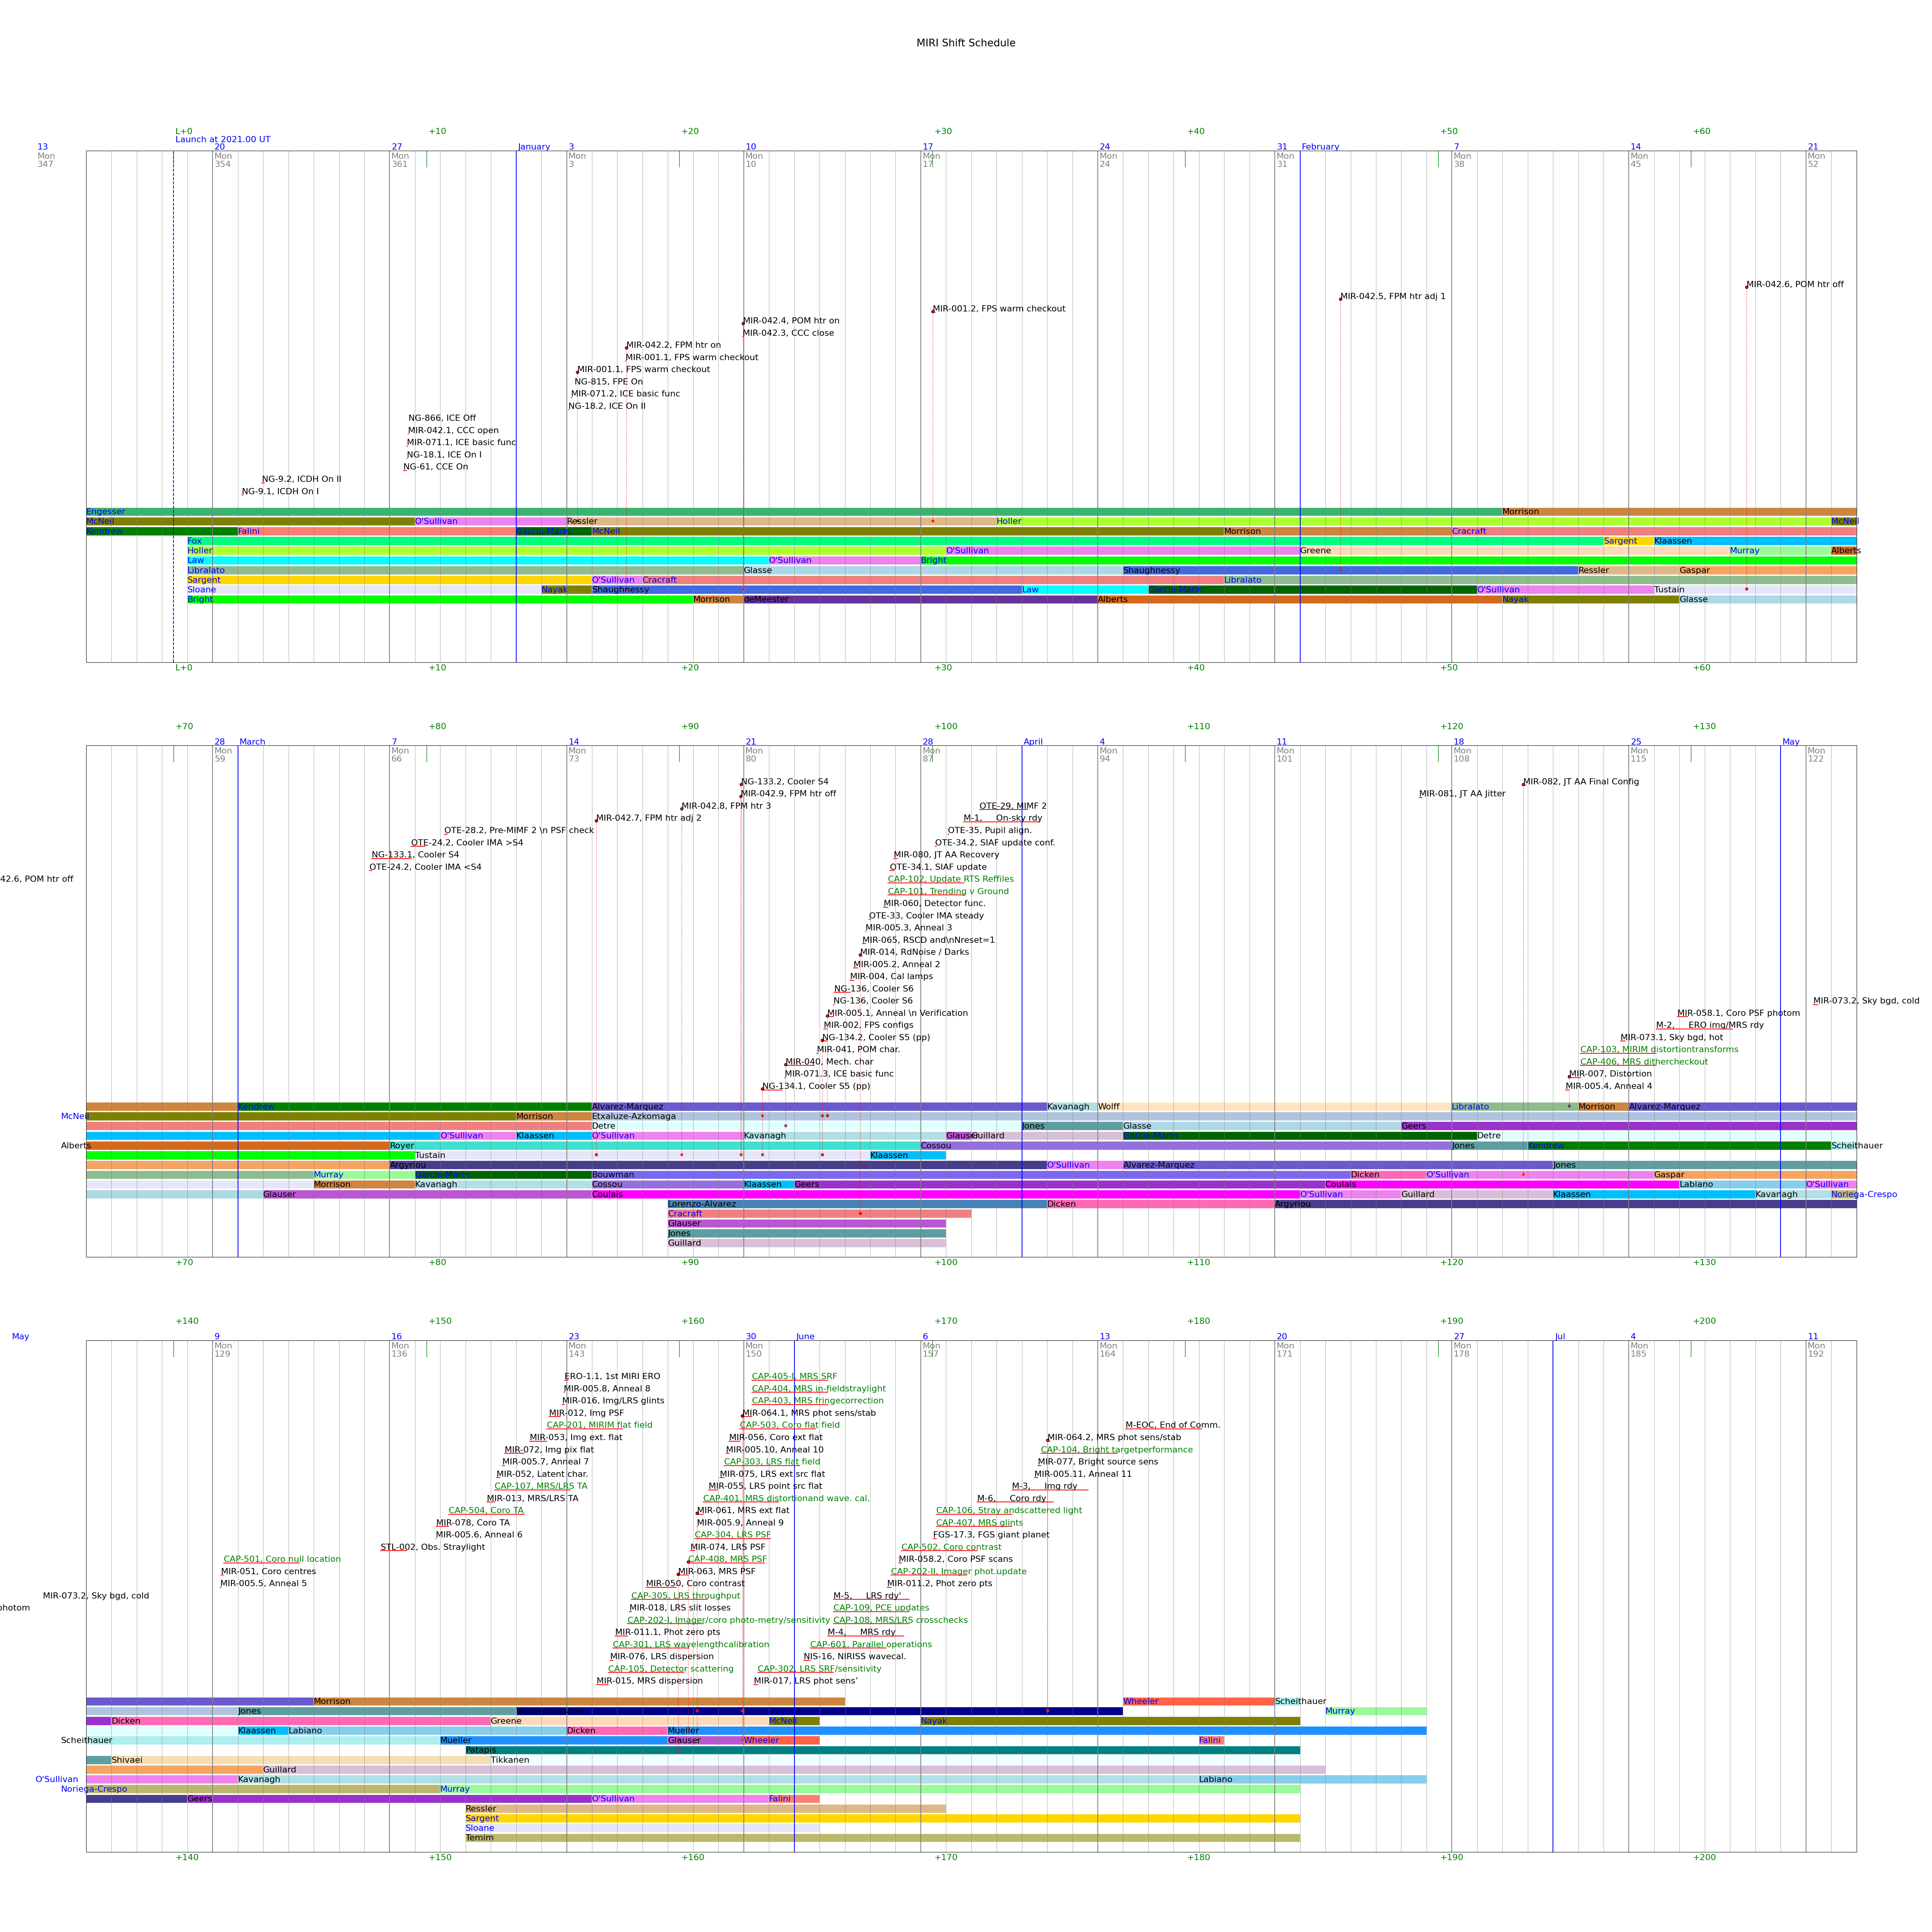 MIRI Shift Schedule
L+0 +10 +20 +30 +40 +50 +60
Launch at 2021.00 UT
13 20 27 January 3 10 17 24 31 February 7 14 21
Mon Mon Mon Mon Mon Mon Mon Mon Mon Mon Mon
347 354 361 3 10 17 24 31 38 45 52
MIR-042.6, POM htr off
MIR-042.5, FPM htr adj 1
MIR-001.2, FPS warm checkout
MIR-042.4, POM htr on
MIR-042.3, CCC close
MIR-042.2, FPM htr on
MIR-001.1, FPS warm checkout
MIR-001.1, FPS warm checkout
NG-815, FPE On
MIR-071.2, ICE basic func
NG-18.2, ICE On II
NG-866, ICE Off
MIR-042.1, CCC open
MIR-071.1, ICE basic func
NG-18.1, ICE On I
NG-61, CCE On
NG-9.2, ICDH On II
NG-9.1, ICDH On I
Engesser Morrison
McNeil O'Sullivan Ressler Holler McNeil
Kendrew Falini McNeil Morrison Cracraft
Fox Sargent Klaassen
Holler O'Sullivan Greene Murray Alberts
Law O'Sullivan Bright
Libralato Glasse Shaughnessy Ressler Gaspar
Sargent O'Sullivan Cracraft Libralato
Sloane Nayak Shaughnessy Law O'Sullivan Tustain
Bright Morrison deMeester Alberts Nayak Glasse
L+0 +10 +20 +30 +40 +50 +60
+70 +80 +90 +100 +110 +120 +130
28 March 7 14 21 28 April 4 11 18 25 May
Mon Mon Mon Mon Mon Mon Mon Mon Mon Mon
59 66 73 80 87 94 101 108 115 122
NG-133.2, Cooler S4 MIR-082, JT AA Final Config
MIR-042.9, FPM htr off MIR-081, JT AA Jitter
MIR-042.8, FPM htr 3 OTE-29, MIMF 2
MIR-042.7, FPM htr adj 2 M-1, On-sky rdy
OTE-28.2, Pre-MIMF 2 \n PSF check OTE-35, Pupil align.
OTE-24.2, Cooler IMA >S4 OTE-34.2, SIAF update conf.
NG-133.1, Cooler S4 MIR-080, JT AA Recovery
OTE-24.2, Cooler IMA <S4 OTE-34.1, SIAF update
42.6, POM htr off CAP-102, Update RTS Reffiles
CAP-101, Trending v Ground
MIR-060, Detector func.
OTE-33, Cooler IMA steady
MIR-005.3, Anneal 3
MIR-065, RSCD and\nNreset=1
MIR-014, RdNoise / Darks
MIR-005.2, Anneal 2
MIR-004, Cal lamps
NG-136, Cooler S6
NG-136, Cooler S6 MIR-073.2, Sky bgd, cold
MIR-005.1, Anneal \n Verification MIR-058.1, Coro PSF photom
MIR-002, FPS configs M-2, ERO img/MRS rdy
NG-134.2, Cooler S5 (pp) MIR-073.1, Sky bgd, hot
MIR-041, POM char. CAP-103, MIRIM distortiontransforms
MIR-040, Mech. char CAP-406, MRS dithercheckout
MIR-071.3, ICE basic func MIR-007, Distortion
NG-134.1, Cooler S5 (pp) MIR-005.4, Anneal 4
Kendrew Alvarez-Marquez Kavanagh Wolff Libralato Morrison Alvarez-Marquez
McNeil Morrison Etxaluze-Azkomaga
Detre Jones Glasse Geers
O'Sullivan Klaassen O'Sullivan Kavanagh Glauser Guillard Detre
Alberts Royer Cossou Jones Kendrew Scheithauer
Tustain Klaassen
Argyriou O'Sullivan Alvarez-Marquez Jones
Murray Bouwman Dicken O'Sullivan Gaspar
Morrison Kavanagh Cossou Klaassen Geers Coulais Labiano O'Sullivan
Glauser Coulais O'Sullivan Guillard Klaassen Kavanagh Noriega-Crespo
Lorenzo-Alvarez Dicken Argyriou
Cracraft
Glauser
Jones
Guillard
+70 +80 +90 +100 +110 +120 +130
+140 +150 +160 +170 +180 +190 +200
May 9 16 23 30 June 6 13 20 27 Jul 4 11
Mon Mon Mon Mon Mon Mon Mon Mon Mon Mon
129 136 143 150 157 164 171 178 185 192
ERO-1.1, 1st MIRI ERO CAP-405-I, MRS SRF
MIR-005.8, Anneal 8 CAP-404, MRS in-fieldstraylight
MIR-016, Img/LRS glints CAP-403, MRS fringecorrection
MIR-012, Img PSF MIR-064.1, MRS phot sens/stab
CAP-201, MIRIM flat field CAP-503, Coro flat field M-EOC, End of Comm.
MIR-053, Img ext. flat MIR-056, Coro ext flat MIR-064.2, MRS phot sens/stab
MIR-072, Img pix flat MIR-005.10, Anneal 10 CAP-104, Bright targetperformance
MIR-005.7, Anneal 7 CAP-303, LRS flat field MIR-077, Bright source sens
MIR-052, Latent char. MIR-075, LRS ext src flat MIR-005.11, Anneal 11
CAP-107, MRS/LRS TA MIR-055, LRS point src flat M-3, Img rdy
MIR-013, MRS/LRS TA CAP-401, MRS distortionand wave. cal. M-6, Coro rdy
CAP-504, Coro TA MIR-061, MRS ext flat CAP-106, Stray andscattered light
MIR-078, Coro TA MIR-005.9, Anneal 9 CAP-407, MRS glints
MIR-005.6, Anneal 6 CAP-304, LRS PSF FGS-17.3, FGS giant planet
STL-002, Obs. Straylight MIR-074, LRS PSF CAP-502, Coro contrast
CAP-501, Coro null location CAP-408, MRS PSF MIR-058.2, Coro PSF scans
MIR-051, Coro centres MIR-063, MRS PSF CAP-202-II, Imager phot.update
MIR-005.5, Anneal 5 MIR-050, Coro contrast MIR-011.2, Phot zero pts
MIR-073.2, Sky bgd, cold CAP-305, LRS throughput M-5, LRS rdy'
photom MIR-018, LRS slit losses CAP-109, PCE updates
CAP-202-I, Imager/coro photo-metry/sensitivity CAP-108, MRS/LRS crosschecks
MIR-011.1, Phot zero pts M-4, MRS rdy
CAP-301, LRS wavelengthcalibration CAP-601, Parallel operations
MIR-076, LRS dispersion NIS-16, NIRISS wavecal.
CAP-105, Detector scattering CAP-302, LRS SRF/sensitivity
MIR-015, MRS dispersion MIR-017, LRS phot sens'
Morrison Wheeler Scheithauer
Jones Murray
Dicken Greene McNeil Nayak
Klaassen Labiano Dicken Mueller
Scheithauer Mueller Glauser Wheeler Falini
Patapis
Shivaei Tikkanen
Guillard
O'Sullivan Kavanagh Labiano
Noriega-Crespo Murray
Geers O'Sullivan Falini
Ressler
Sargent
Sloane
Temim
+140 +150 +160 +170 +180 +190 +200